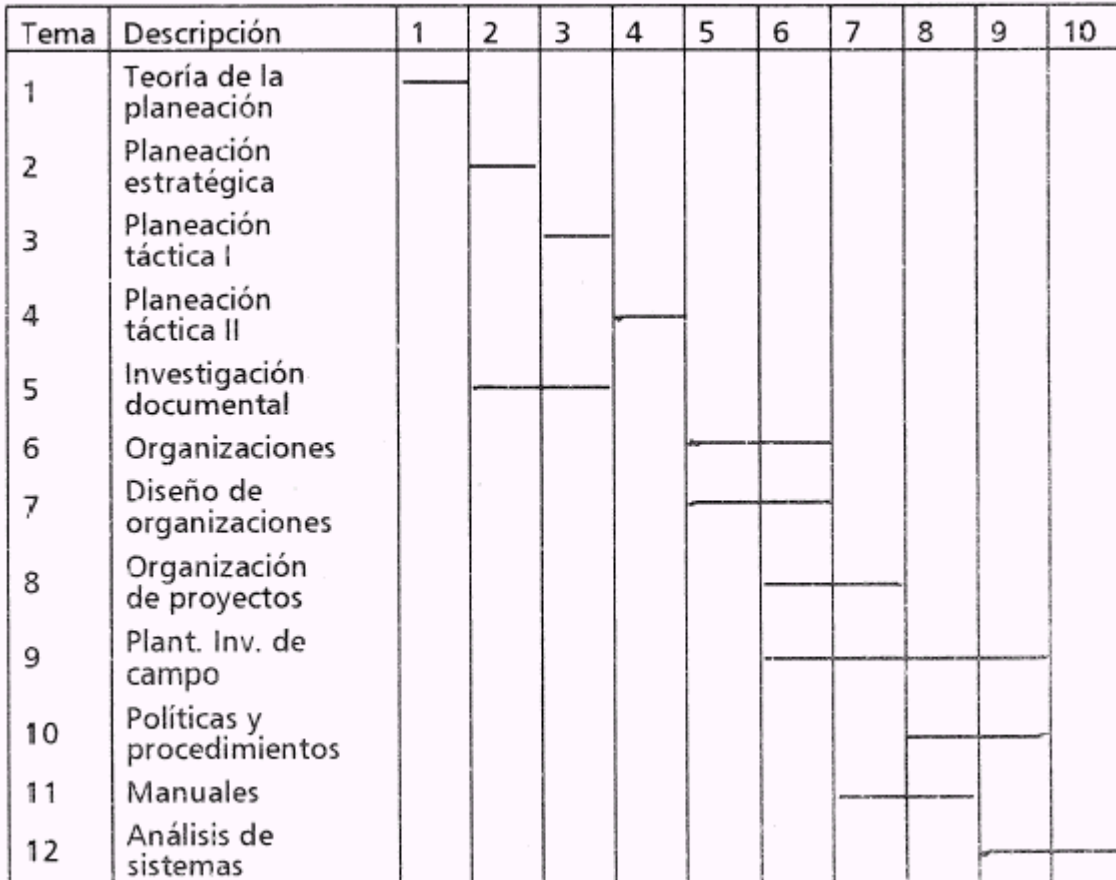 Tema Descripción 1 2 3 4 5 6 7 8 9 10
1 Teoría de la
planeación
2 Planeación
estratégica
3 Planeación
táctica I
4 Planeación
táctica II
5 Investigación
documental
6 Organizaciones
7 Diseño de
organizaciones
8 Organización
de proyectos
9 Plant. Inv. de
campo
10 Políticas y
procedimientos
11 Manuales
12 Análisis de
sistemas